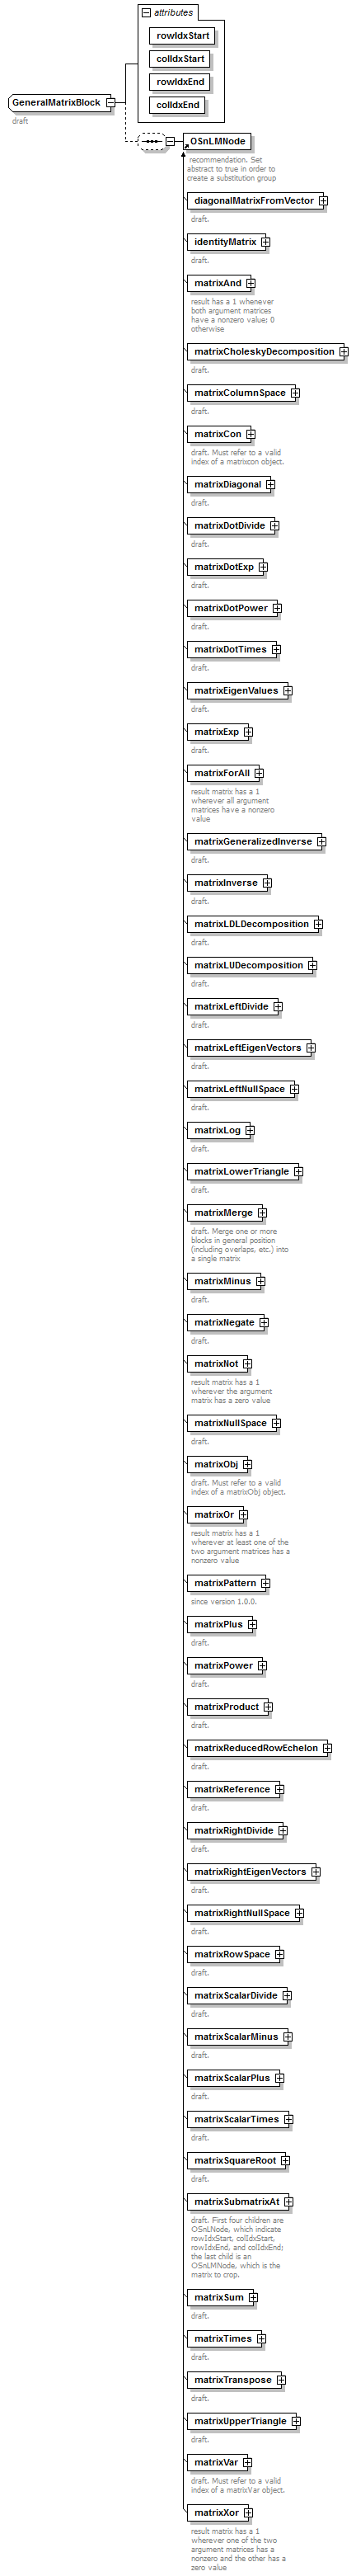 attributes
rowIdxStart
colIdxStart
rowIdxEnd
colIdxEnd
GeneralMatrixBlock
draft
OSnLMNode
recommendation. Set
abstract to true in order to
create a substitution group
diagonalMatrixFromVector
draft.
identityMatrix
draft.
matrixAnd
result has a 1 whenever
both argument matrices
have a nonzero value; 0
otherwise
matrixCholeskyDecomposition
draft.
matrixColumnSpace
draft.
matrixCon
draft. Must refer to a valid
index of a matrixcon object.
matrixDiagonal
draft.
matrixDotDivide
draft.
matrixDotExp
draft.
matrixDotPower
draft.
matrixDotTimes
draft.
matrixEigenValues
draft.
matrixExp
draft.
matrixForAll
result matrix has a 1
wherever all argument
matrices have a nonzero
value
matrixGeneralizedInverse
draft.
matrixInverse
draft.
matrixLDLDecomposition
draft.
matrixLUDecomposition
draft.
matrixLeftDivide
draft.
matrixLeftEigenVectors
draft.
matrixLeftNullSpace
draft.
matrixLog
draft.
matrixLowerTriangle
draft.
matrixMerge
draft. Merge one or more
blocks in general position
(including overlaps, etc.) into
a single matrix
matrixMinus
draft.
matrixNegate
draft.
matrixNot
result matrix has a 1
wherever the argument
matrix has a zero value
matrixNullSpace
draft.
matrixObj
draft. Must refer to a valid
index of a matrixObj object.
matrixOr
result matrix has a 1
wherever at least one of the
two argument matrices has a
nonzero value
matrixPattern
since version 1.0.0.
matrixPlus
draft.
matrixPower
draft.
matrixProduct
draft.
matrixReducedRowEchelon
draft.
matrixReference
draft.
matrixRightDivide
draft.
matrixRightEigenVectors
draft.
matrixRightNullSpace
draft.
matrixRowSpace
draft.
matrixScalarDivide
draft.
matrixScalarMinus
draft.
matrixScalarPlus
draft.
matrixScalarTimes
draft.
matrixSquareRoot
draft.
matrixSubmatrixAt
draft. First four children are
OSnLNode, which indicate
rowIdxStart, colIdxStart,
rowIdxEnd, and colIdxEnd;
the last child is an
OSnLMNode, which is the
matrix to crop.
matrixSum
draft.
matrixTimes
draft.
matrixTranspose
draft.
matrixUpperTriangle
draft.
matrixVar
draft. Must refer to a valid
index of a matrixVar object.
matrixXor
result matrix has a 1
wherever one of the two
argument matrices has a
nonzero and the other has a
zero value